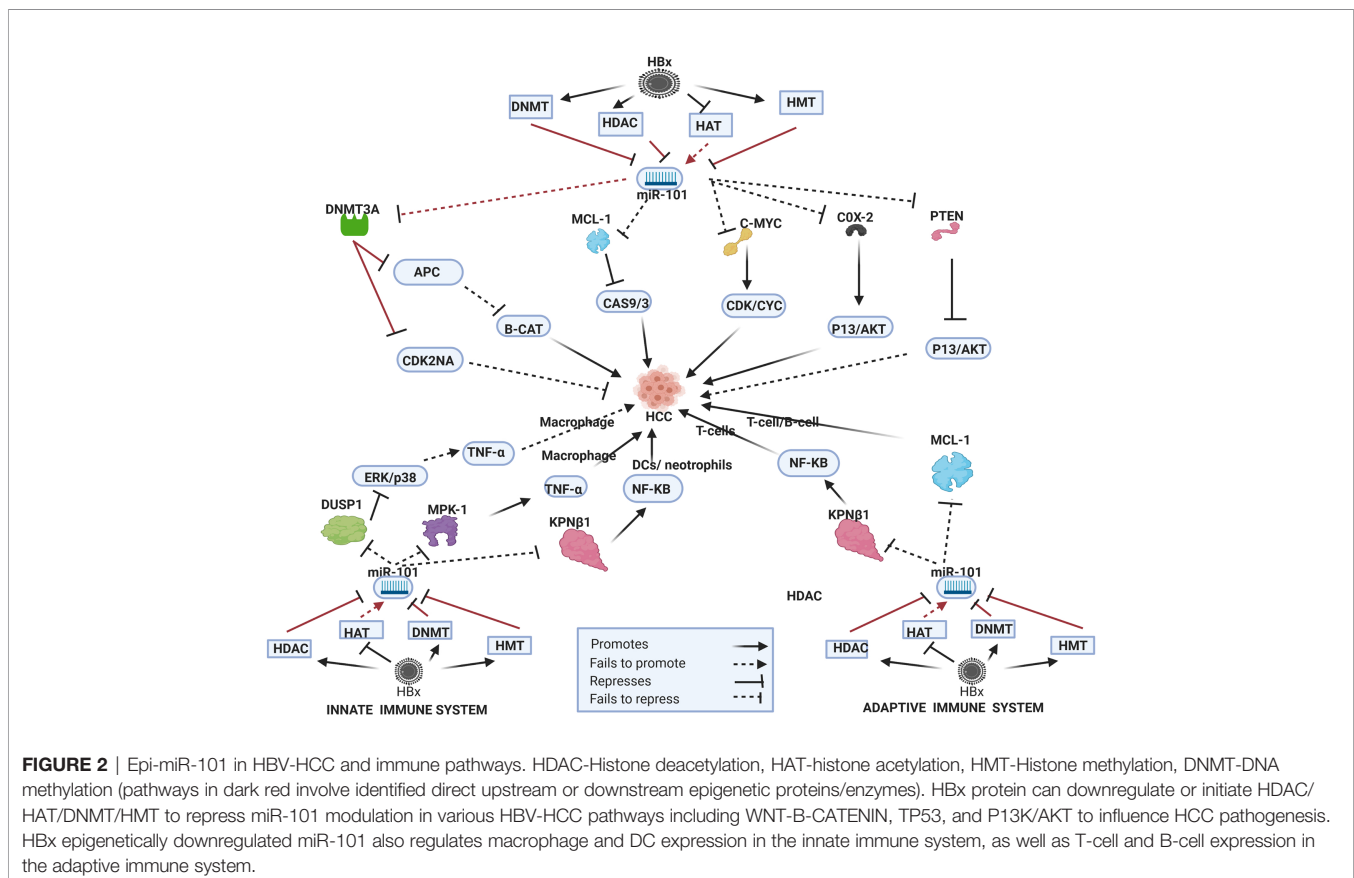 HBx
DNMT
HDAC
HAT
HMT
miR-101
DNMT3A
MCL-1
C-MYC
C0X-2
PTEN
APC
CAS9/3
CDK/CYC
B-CAT
P13/AKT
P13/AKT
CDK2NA
HCC
Macrophage
T-cells
T-cell/B-cell
TNF-α
Macrophage
DCs/ neotrophils
MCL-1
ERK/p38
TNF-α
NF-KB
NF-KB
DUSP1
MPK-1
KPNβ1
KPNβ1
miR-101
miR-101
HDAC
HDAC
HAT
DNMT
HMT
HBx
INNATE IMMUNE SYSTEM
Promotes
Fails to promote
Represses
Fails to repress
HDAC
HAT
DNMT
HMT
HBx
ADAPTIVE IMMUNE SYSTEM
FIGURE 2 | Epi-miR-101 in HBV-HCC and immune pathways. HDAC-Histone deacetylation, HAT-histone acetylation, HMT-Histone methylation, DNMT-DNA
methylation (pathways in dark red involve identified direct upstream or downstream epigenetic proteins/enzymes). HBx protein can downregulate or initiate HDAC/
HAT/DNMT/HMT to repress miR-101 modulation in various HBV-HCC pathways including WNT-B-CATENIN, TP53, and P13K/AKT to influence HCC pathogenesis.
HBx epigenetically downregulated miR-101 also regulates macrophage and DC expression in the innate immune system, as well as T-cell and B-cell expression in
the adaptive immune system.